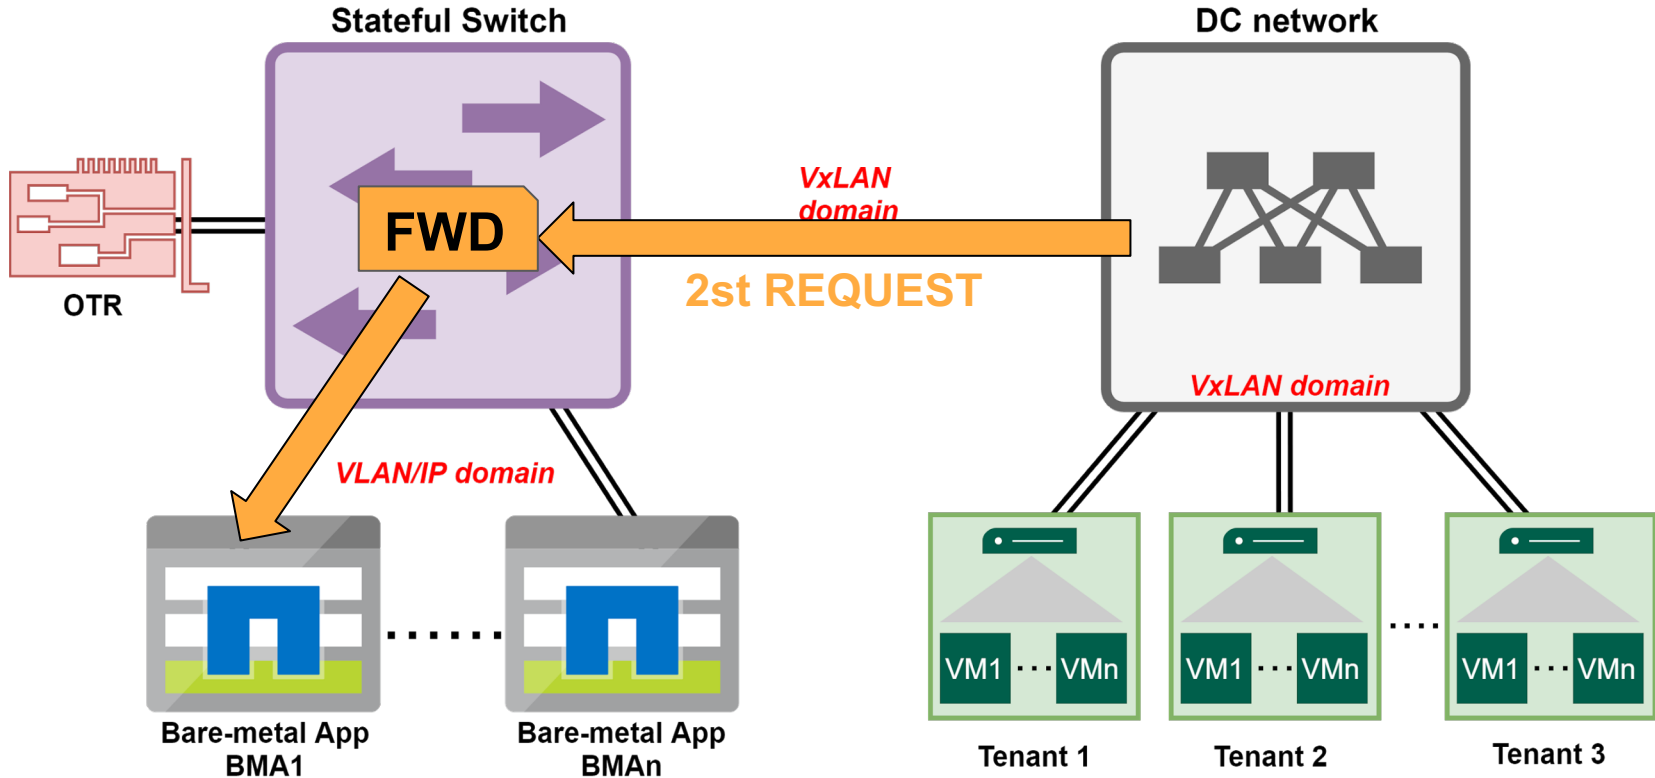 Stateful Switch
DC network
VxLAN
domain
FWD
2st REQUEST
OTR
VxLAN domain
VLAN/IP domain
VM1 ··· VMn
VM1 ··· VMn
VM1 ··· VMn
Bare-metal App
BMA1
Bare-metal App
BMAn
Tenant 1
Tenant 2
Tenant 3